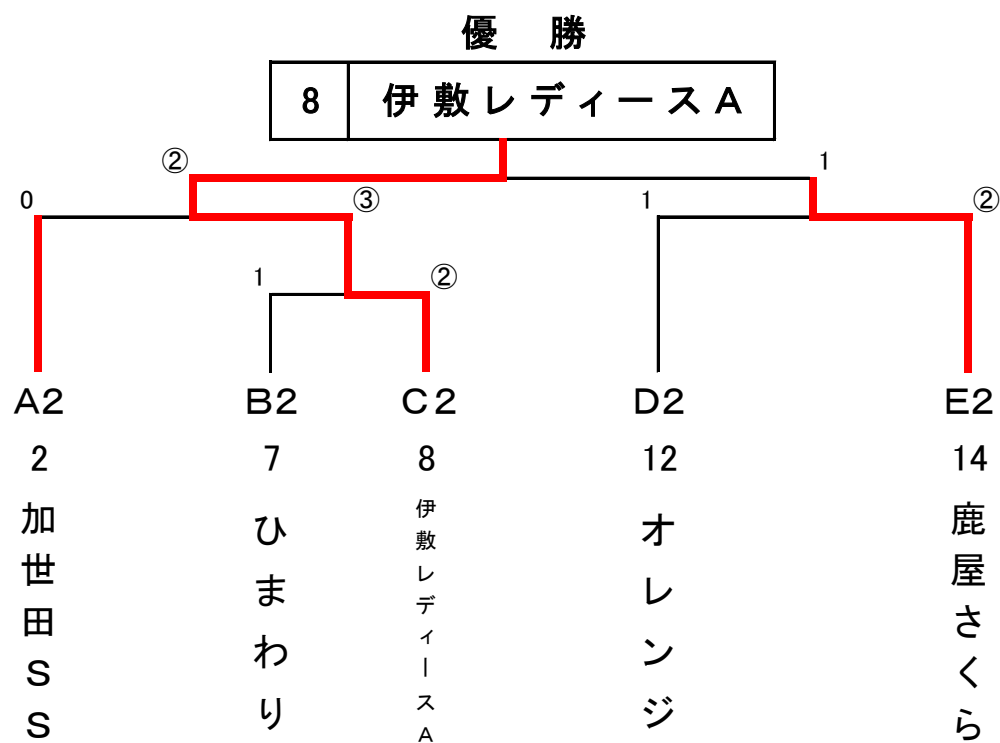 優 勝
8 伊敷レディースA
② 1
0 ③ 1 ②
1 ②
A2 B2 C2 D2 E2
2 7 8 12 14
加世田SS
ひまわり
伊敷レディースA
オレンジ
鹿屋さくら